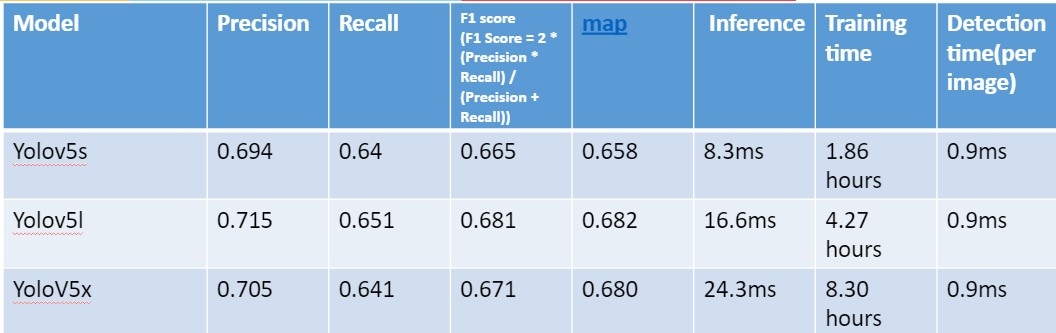 Model Precision Recall F1 score map Inference Training Detection
(F1 Score = 2 * time time(per
(Precision * image)
Recall) /
(Precision +
Recall))
Yolov5s 0.694 0.64 0.665 0.658 8.3ms 1.86 0.9ms
hours
Yolov5l 0.715 0.651 0.681 0.682 16.6ms 4.27 0.9ms
hours
YoloV5x 0.705 0.641 0.671 0.680 24.3ms 8.30 0.9ms
hours